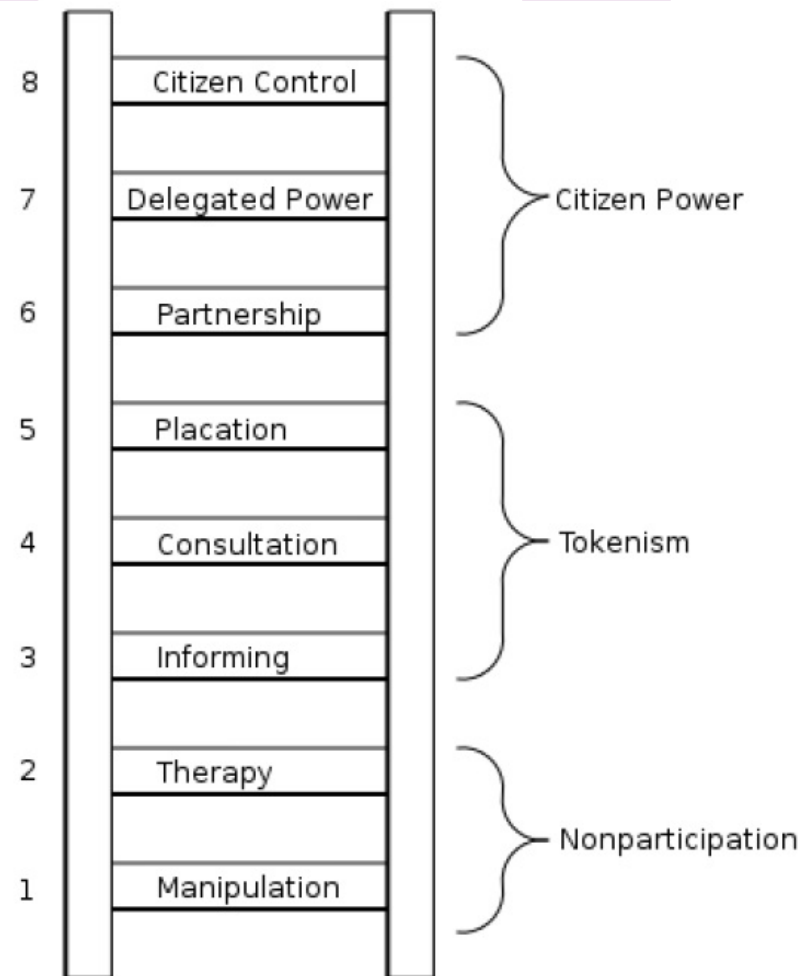 8 Citizen Control
7 Delegated Power Citizen Power
6 Partnership
5 Placation
4 Consultation Tokenism
3 Informing
2 Therapy
Nonparticipation
1 Manipulation